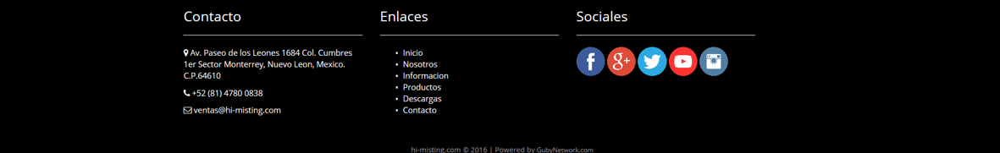 Contacto
Av. Paseo de los Leones 1684 Col. Cumbres
1er Sector Monterrey, Nuevo Leon, Mexico.
C.P.64610
+52 (81) 4780 0838
ventas@hi-misting.com
Enlaces
• Inicio
• Nosotros
• Informacion
• Productos
• Descargas
• Contacto
Sociales
hi-misting.com © 2016 | Powered by GubyNetwork.com